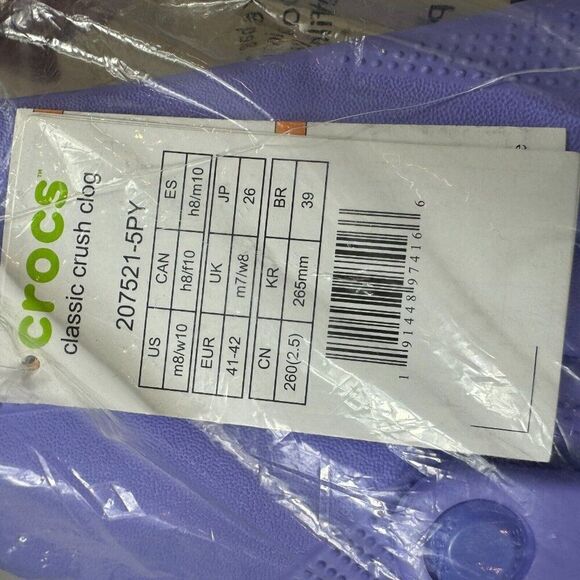 crocs™
classic crush clog
207521-5PY
US CAN ES
m8/w10 h8/f10 h8/m10
EUR UK JP
41-42 m7/w8 26
CN KR BR
260(2.5) 265mm 39
1 91448 97416 6